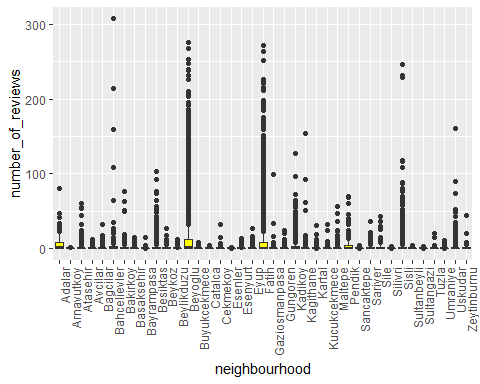 300
200
100
0
number_of_reviews
Adalar
Arnavutkoy
Atasehir
Avcilar
Bagcilar
Bahcelievler
Bakirkoy
Basaksehir
Bayrampasa
Besiktas
Beykoz
Beylikduzu
Beyoglu
Buyukcekmece
Catalca
Cekmekoy
Esenler
Esenyurt
Eyup
Fatih
Gaziosmanpasa
Gungoren
Kadikoy
Kagithane
Kartal
Kucukcekmece
Maltepe
Pendik
Sancaktepe
Sariyer
Sile
Silivri
Sisli
Sultanbeyli
Sultangazi
Tuzla
Umraniye
Uskudar
Zeytinburnu
neighbourhood